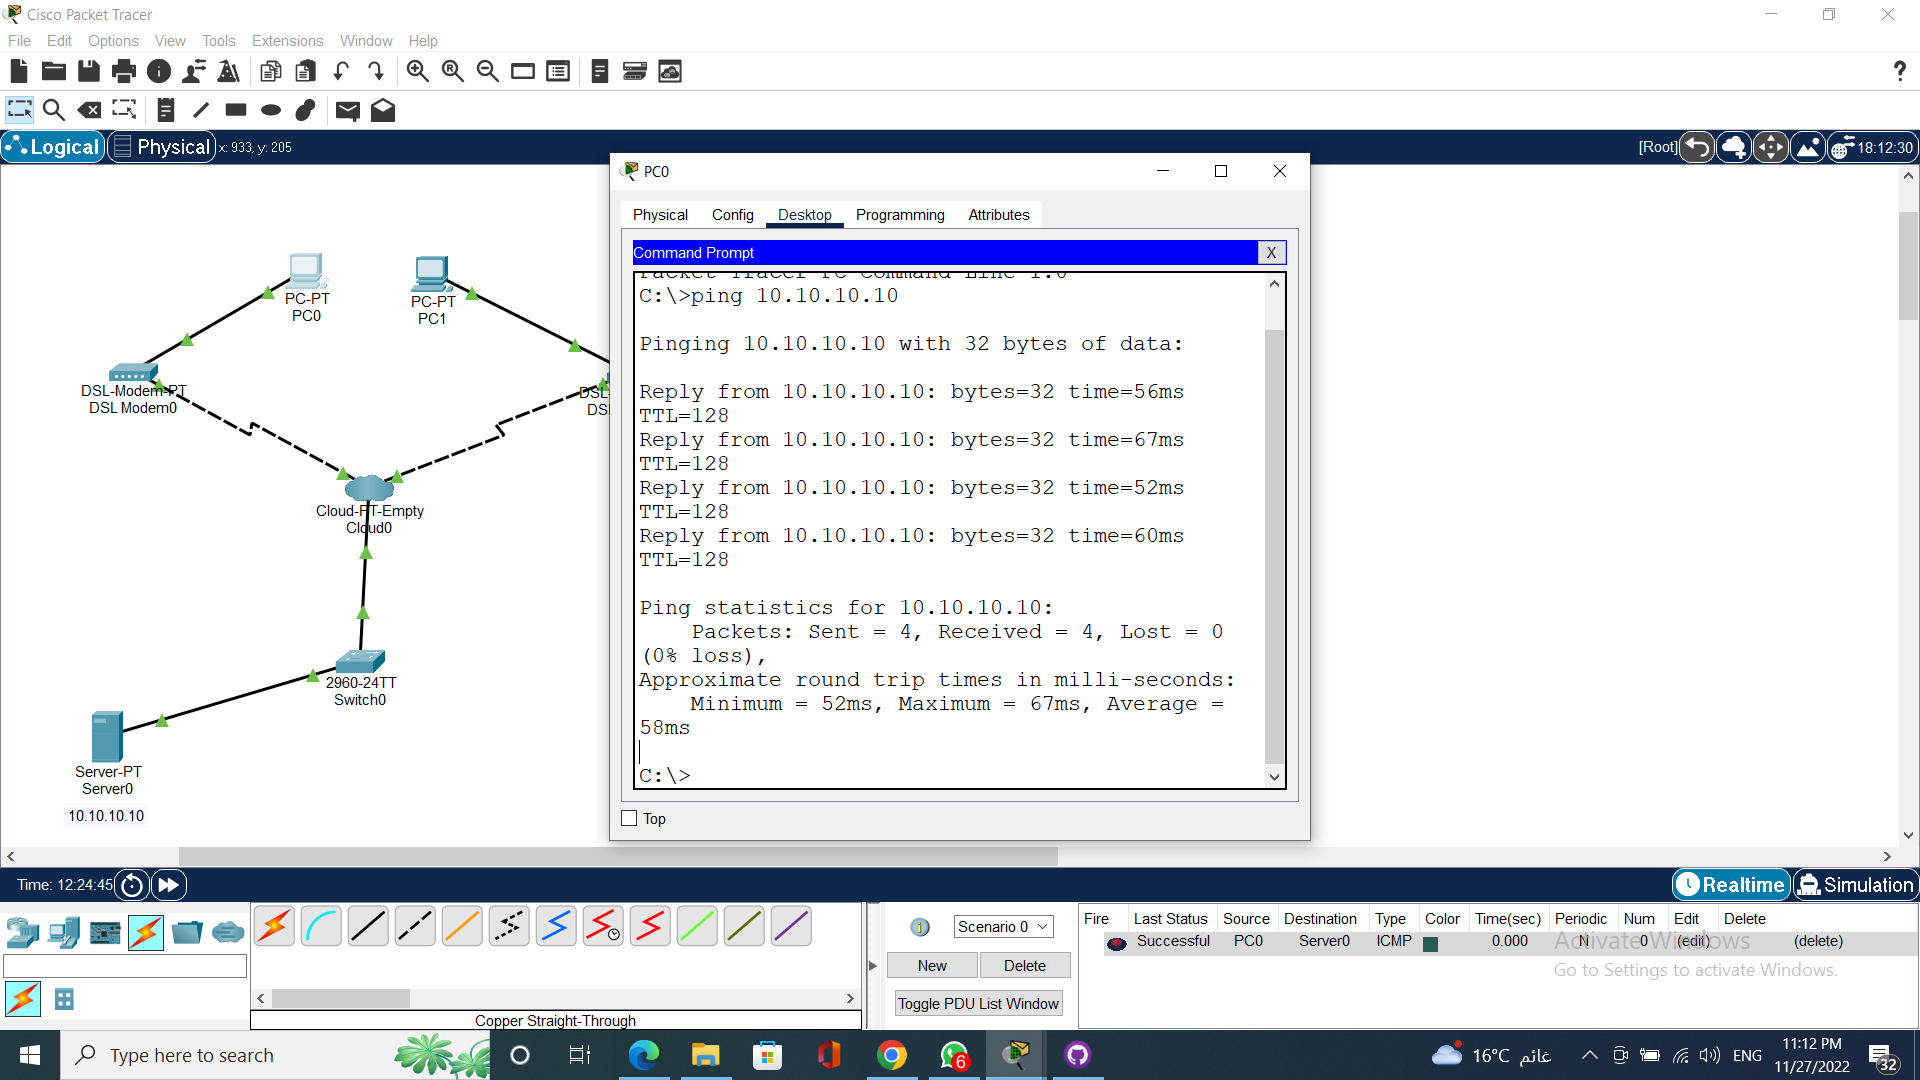 Cisco Packet Tracer
File Edit Options View Tools Extensions Window Help
Logical Physical x: 933, y: 205
[Root] 18:12:30
PC0
Physical Config Desktop Programming Attributes
Command Prompt X
Packet Tracer PC Command Line 1.0
C:\>ping 10.10.10.10
Pinging 10.10.10.10 with 32 bytes of data:
Reply from 10.10.10.10: bytes=32 time=56ms
TTL=128
Reply from 10.10.10.10: bytes=32 time=67ms
TTL=128
Reply from 10.10.10.10: bytes=32 time=52ms
TTL=128
Reply from 10.10.10.10: bytes=32 time=60ms
TTL=128
Ping statistics for 10.10.10.10:
Packets: Sent = 4, Received = 4, Lost = 0
(0% loss),
Approximate round trip times in milli-seconds:
Minimum = 52ms, Maximum = 67ms, Average =
58ms
C:\>
Top
PC-PT
PC0
PC-PT
PC1
DSL-Modem-PT
DSL Modem0
DSL-
DS
Cloud-PT-Empty
Cloud0
2960-24TT
Switch0
Server-PT
Server0
10.10.10.10
Time: 12:24:45
Realtime Simulation
Copper Straight-Through
Scenario 0
New Delete
Toggle PDU List Window
Fire Last Status Source Destination Type Color Time(sec) Periodic Num Edit Delete
Successful PC0 Server0 ICMP 0.000 N 0 (edit) (delete)
Activate Windows
Go to Settings to activate Windows.
Type here to search
6
16°C غائم
ENG
11:12 PM
11/27/2022
32